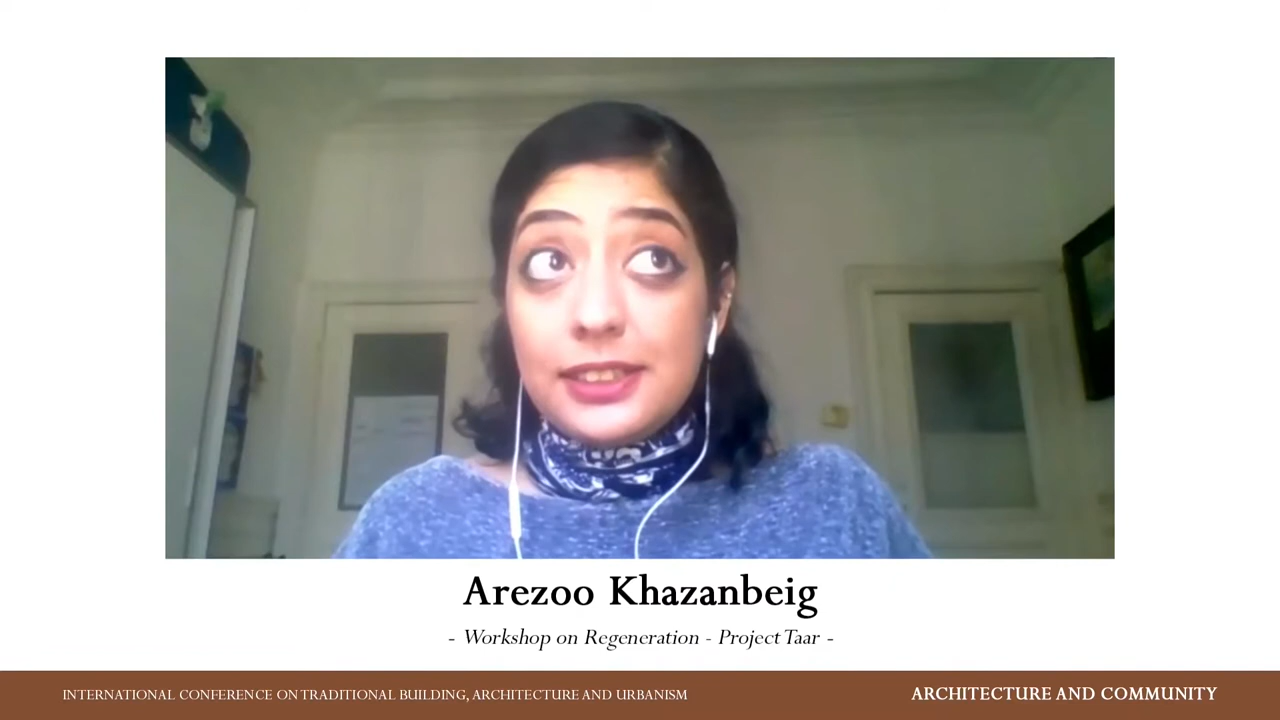 Arezoo Khazanbeig
- Workshop on Regeneration - Project Taar -
INTERNATIONAL CONFERENCE ON TRADITIONAL BUILDING, ARCHITECTURE AND URBANISM
ARCHITECTURE AND COMMUNITY